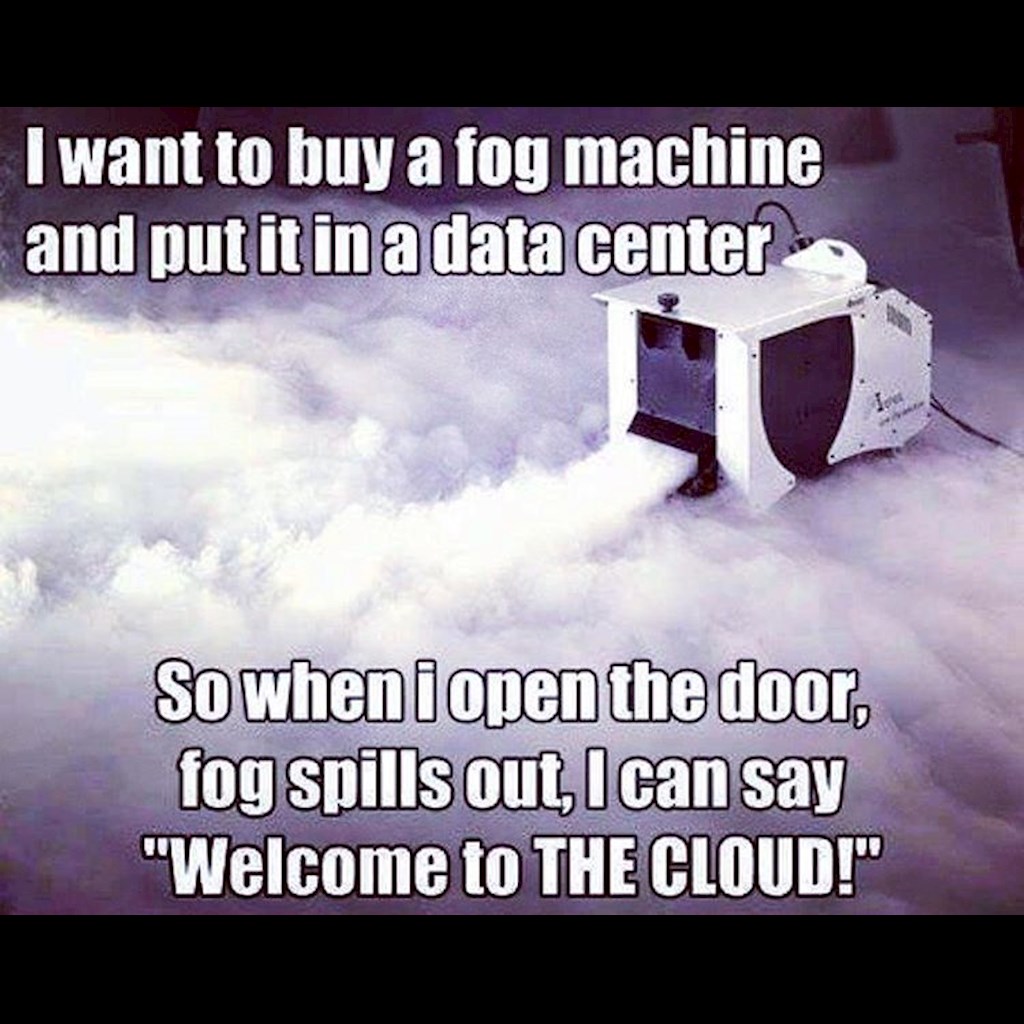 I want to buy a fog machine
and put it in a data center
So when i open the door,
fog spills out, I can say
"Welcome to THE CLOUD!"